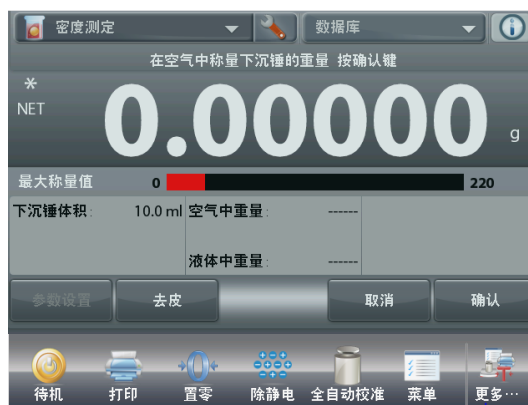 密度测定 数据库
在空气中称量下沉锤的重量 按确认键
*
NET 0.00000 g
最大称量值 0 220
下沉锤体积: 10.0 ml 空气中重量: ------
液体中重量: ------
参数设置 去皮 取消 确认
待机 打印 置零 除静电 全自动校准 菜单 更多…